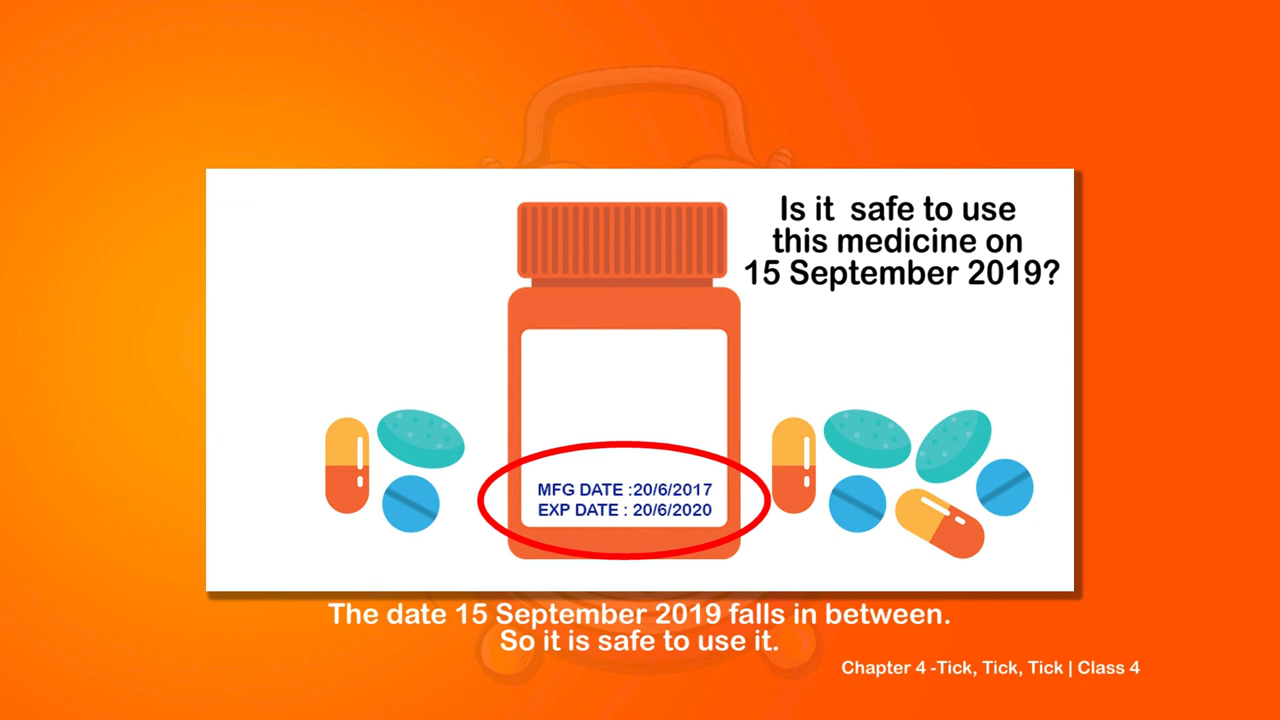 Is it safe to use
this medicine on
15 September 2019?
MFG DATE :20/6/2017
EXP DATE : 20/6/2020
The date 15 September 2019 falls in between.
So it is safe to use it.
Chapter 4 -Tick, Tick, Tick | Class 4